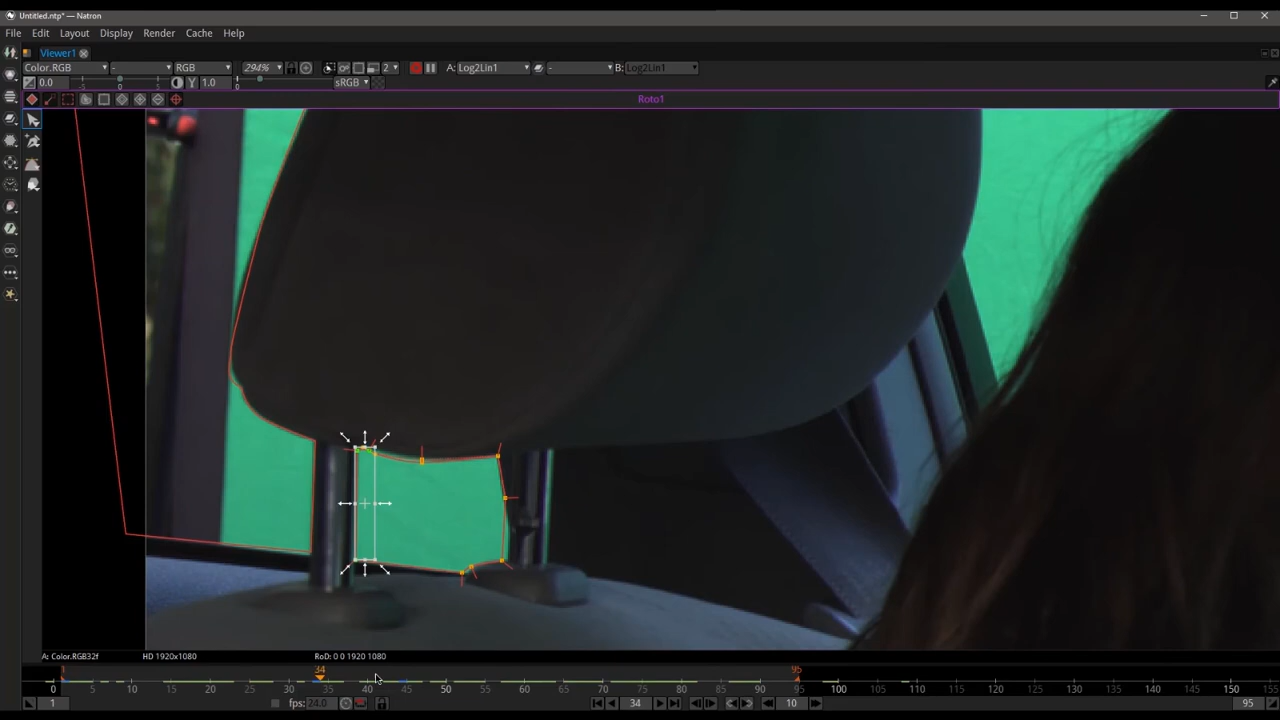 Untitled.ntp* — Natron
File Edit Layout Display Render Cache Help
Viewer1
Color.RGB - RGB 294% 2 A: Log2Lin1 - B: Log2Lin1
0.0 1.0 0 sRGB
Roto1
A: Color.RGB32f HD 1920x1080 RoD: 0 0 1920 1080
1 34 95
0 5 10 15 20 25 30 35 40 45 50 55 60 65 70 75 80 85 90 95 100 105 110 115 120 125 130 135 140 145 150 155
1 fps: 24.0 34 10 95